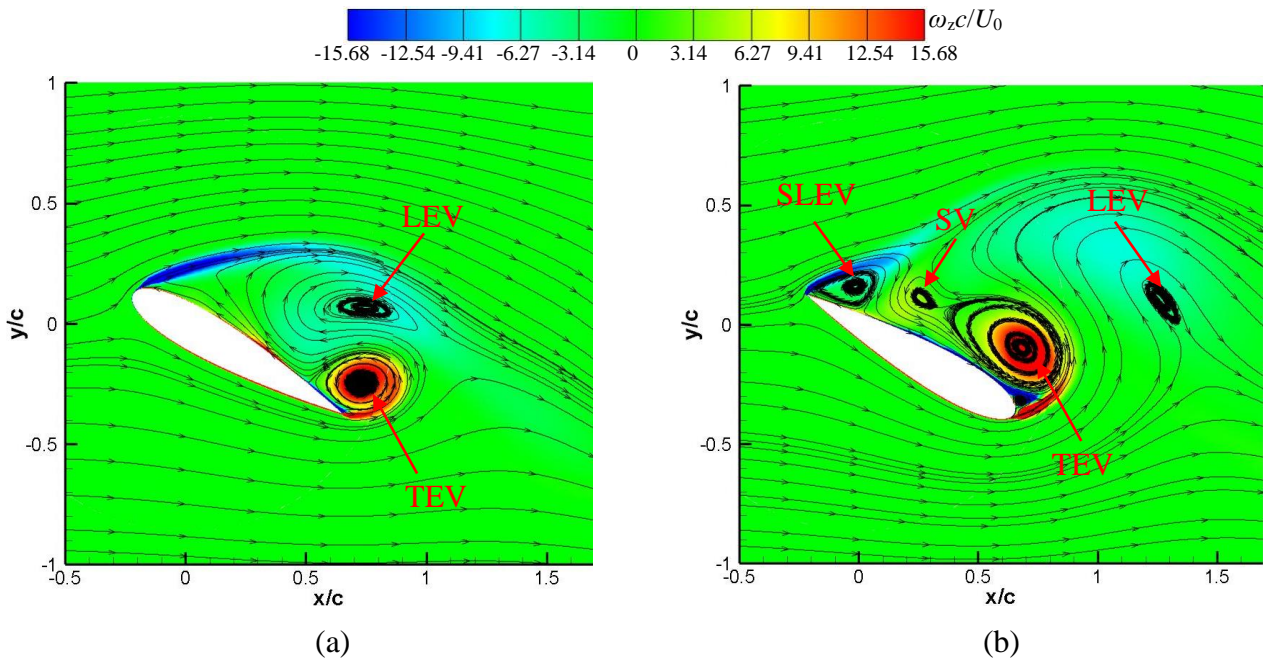 ω_z c/U_0
-15.68 -12.54 -9.41 -6.27 -3.14 0 3.14 6.27 9.41 12.54 15.68
1
0.5
0
-0.5
-1
y/c
LEV
TEV
-0.5 0 0.5 1 1.5
x/c
(a)
1
0.5
0
-0.5
-1
y/c
SLEV
SV
LEV
TEV
-0.5 0 0.5 1 1.5
x/c
(b)